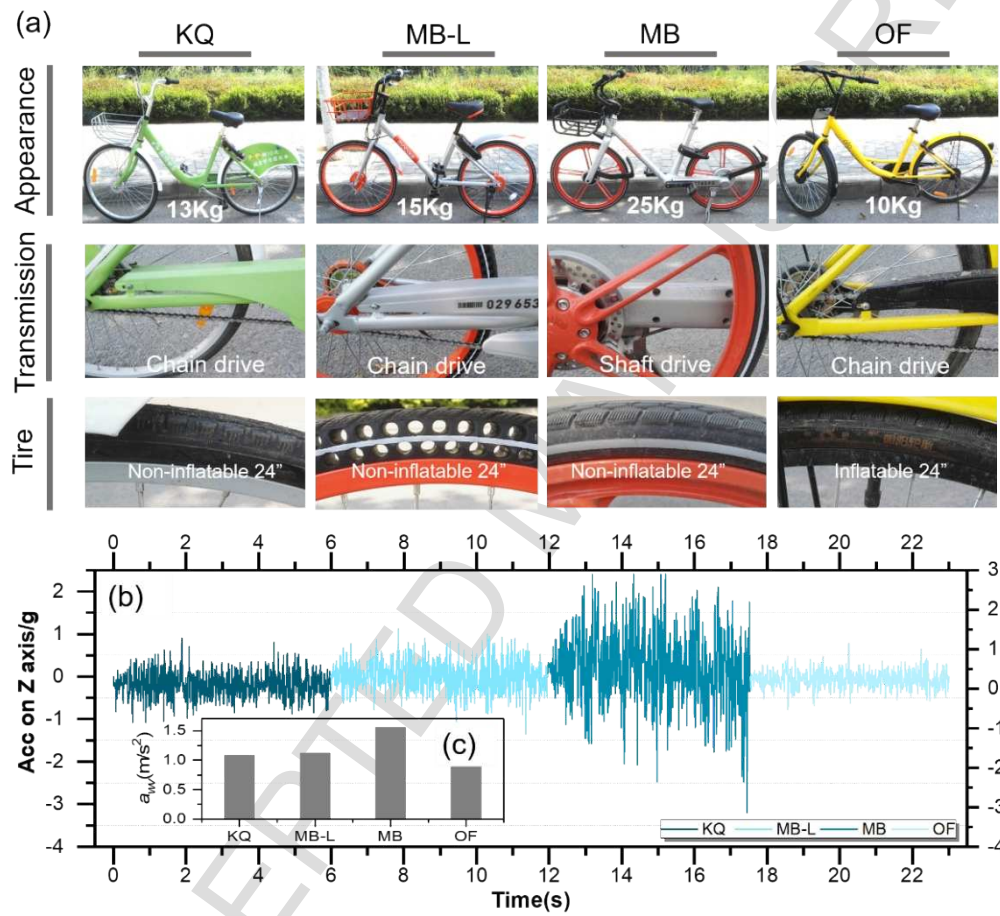 (a)
KQ MB-L MB OF
Appearance
13Kg 15Kg 25Kg 10Kg
Transmission
029653
Chain drive Chain drive Shaft drive Chain drive
Tire
Non-inflatable 24” Non-inflatable 24” Non-inflatable 24” Inflatable 24”
0 2 4 6 8 10 12 14 16 18 20 22
(b)
Acc on Z axis/g
2 1 0 -1 -2 -3 -4
3 2 1 0 -1 -2 -3 -4
(c)
a_vw(m/s²)
1.5
1.0
0.5
0.0
KQ MB-L MB OF
KQ MB-L MB OF
0 2 4 6 8 10 12 14 16 18 20 22
Time(s)
EPTED M
SCR